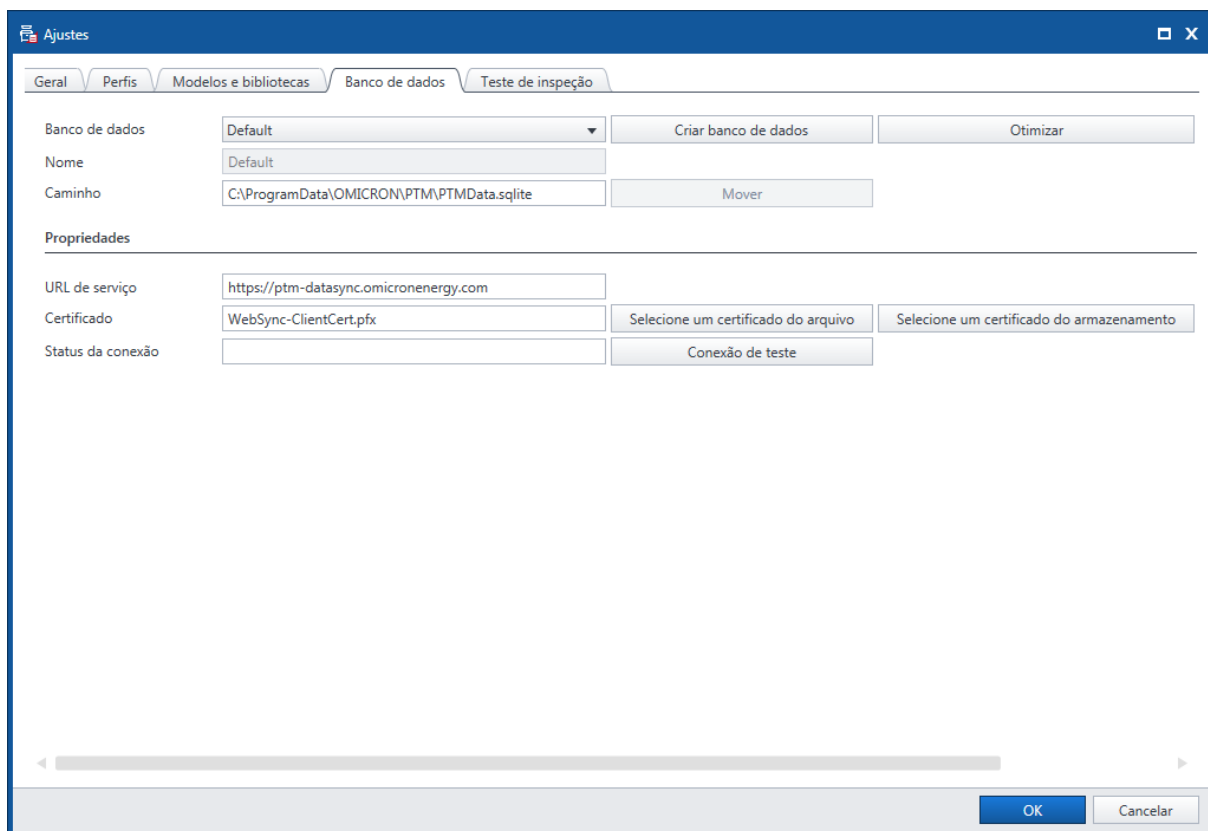 Ajustes
Geral Perfis Modelos e bibliotecas Banco de dados Teste de inspeção
Banco de dados Default Criar banco de dados Otimizar
Nome Default
Caminho C:\ProgramData\OMICRON\PTM\PTMData.sqlite Mover
Propriedades
URL de serviço https://ptm-datasync.omicronenergy.com
Certificado WebSync-ClientCert.pfx Selecione um certificado do arquivo Selecione um certificado do armazenamento
Status da conexão Conexão de teste
OK Cancelar